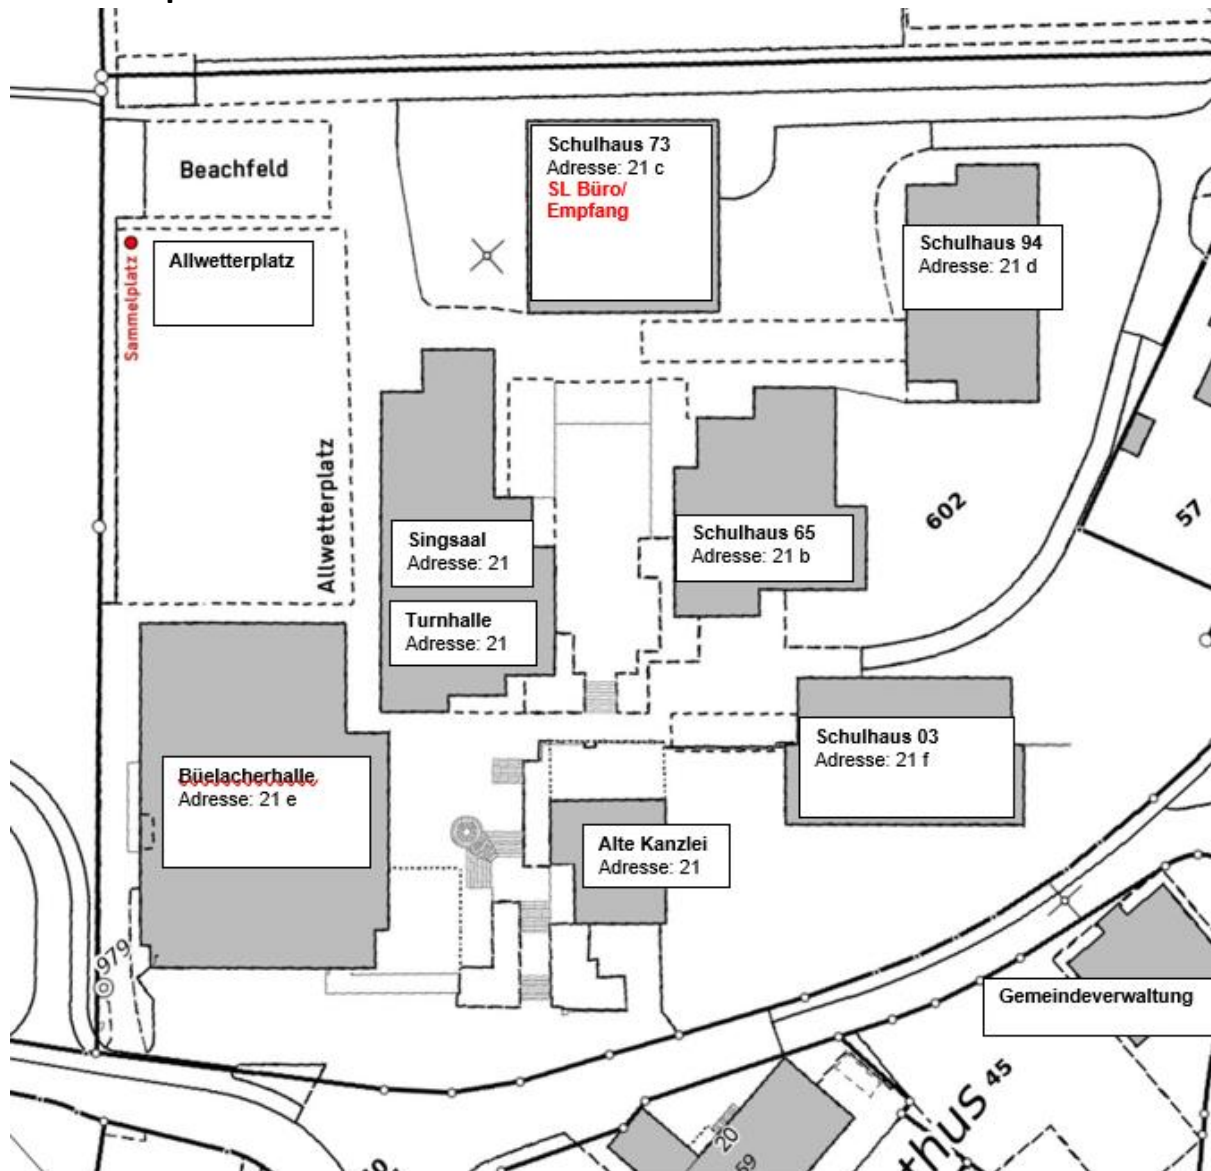 Schulhaus 73
Adresse: 21 c
SL Büro/
Empfang
Beachfeld
Schulhaus 94
Adresse: 21 d
Allwetterplatz
Sammelplatz
Allwetterplatz
602
57
Singsaal
Adresse: 21
Schulhaus 65
Adresse: 21 b
Turnhalle
Adresse: 21
Schulhaus 03
Adresse: 21 f
Büelacherhalle
Adresse: 21 e
Alte Kanzlei
Adresse: 21
979
Gemeindeverwaltung
45
thus
20
59